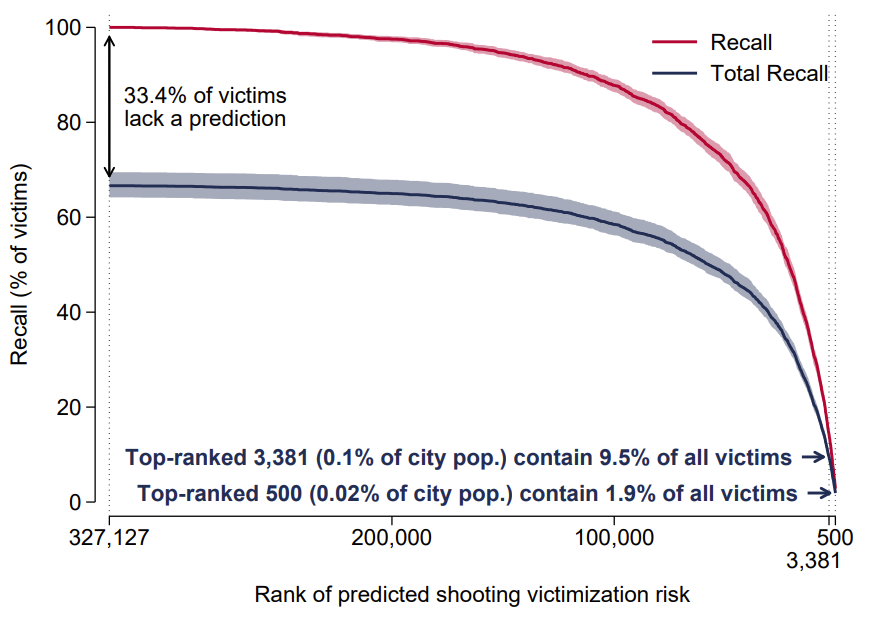 100
80
60
40
20
0
Recall (% of victims)
Recall
Total Recall
33.4% of victims
lack a prediction
Top-ranked 3,381 (0.1% of city pop.) contain 9.5% of all victims
Top-ranked 500 (0.02% of city pop.) contain 1.9% of all victims
327,127
200,000
100,000
500
3,381
Rank of predicted shooting victimization risk